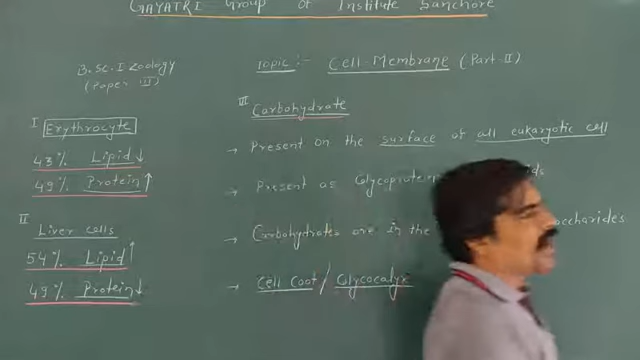 GAYATRI Group of Institute Sanchore
B.SC.I Zoology
(Paper III)
Topic :- Cell-Membrane (Part-II)
I Erythrocyte
43% Lipid↓
49% Protein↑
II Liver cells
54% Lipid↑
49% Protein↓
III Carbohydrate
→ Present on the surface of all eukaryotic cell
→ Present as
→ Carbohydrates are in the
→ Cell Coat / Glycocalyx